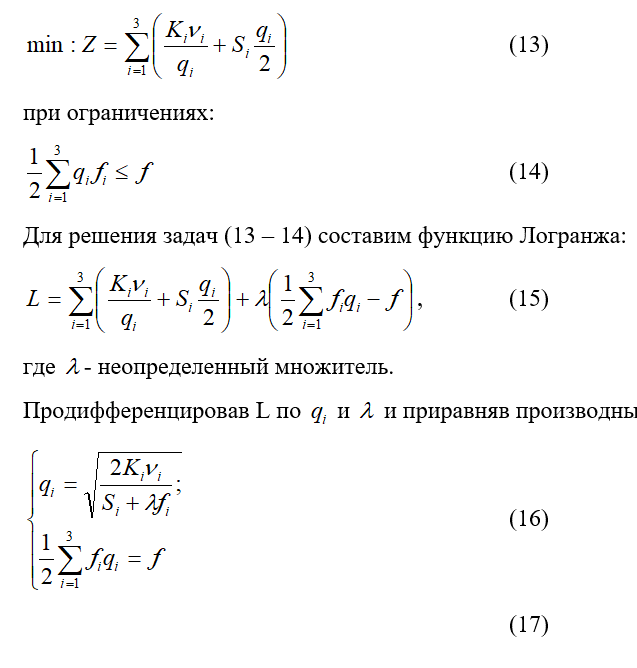 min : Z = ∑_{i=1}^{3} ( K_i ν_i / q_i + S_i q_i / 2 ) (13)
при ограничениях:
1/2 ∑_{i=1}^{3} q_i f_i ≤ f (14)
Для решения задач (13 – 14) составим функцию Логранжа:
L = ∑_{i=1}^{3} ( K_i ν_i / q_i + S_i q_i / 2 ) + λ ( 1/2 ∑_{i=1}^{3} f_i q_i − f ) , (15)
где λ - неопределенный множитель.
Продифференцировав L по q_i и λ и приравняв производны
{ q_i = √( 2K_i ν_i / (S_i + λf_i) ) ;
(16)
1/2 ∑_{i=1}^{3} f_i q_i = f
(17)